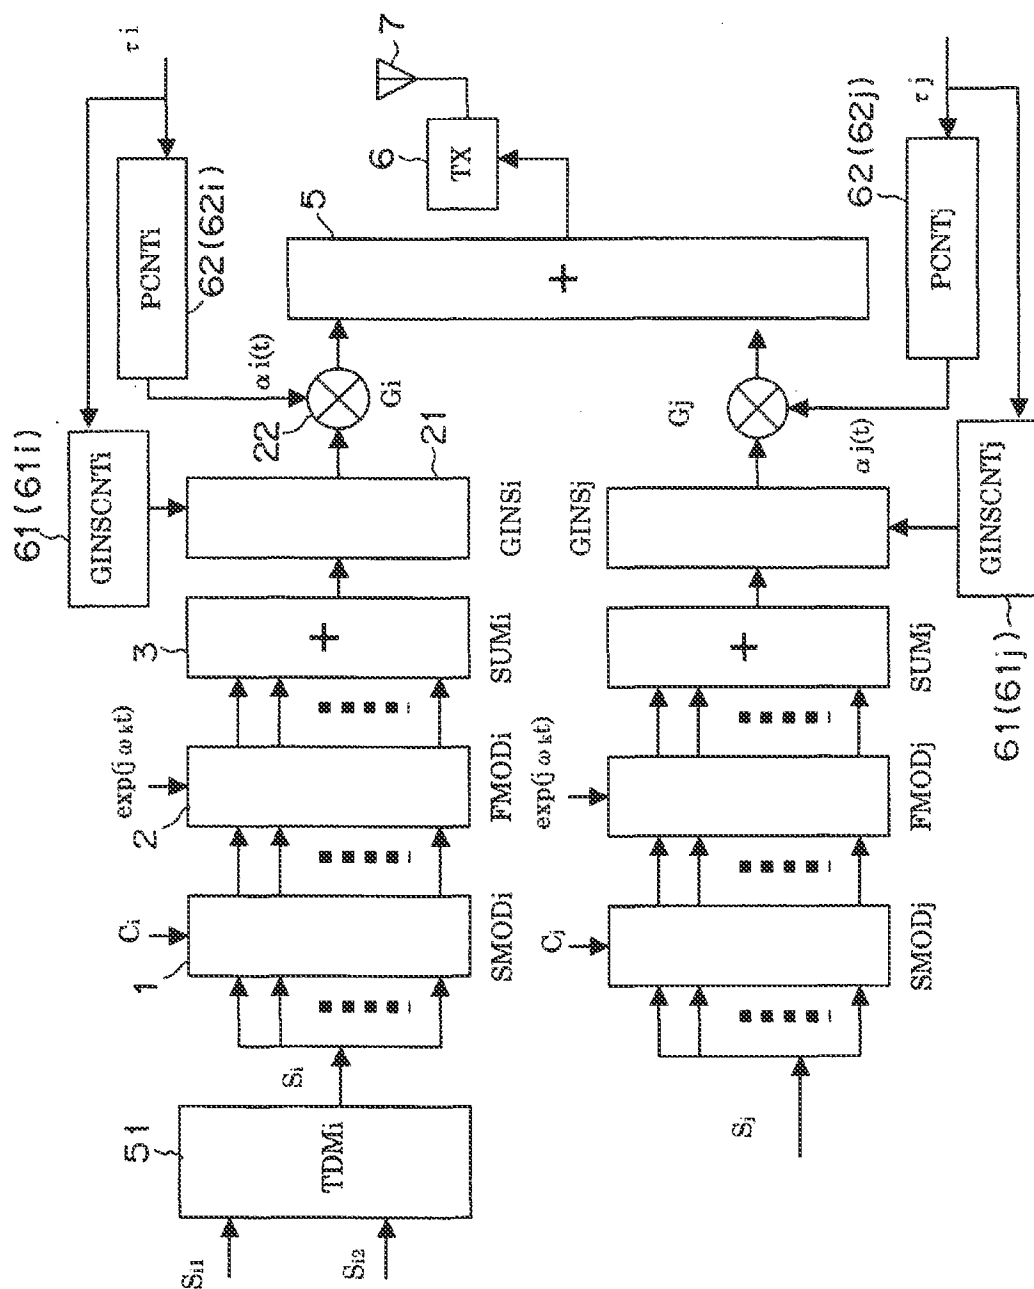 τi
61(61i)
GINSCNTi
PCNTi
62(62i)
αi(t)
7
6
TX
5
+
Si1
Si2
51
TDMi
Si
1
Ci
SMODi
2
exp(jωkt)
FMODi
3
+
SUMi
21
GINSi
22
Gi
Sj
Cj
SMODj
exp(jωkt)
FMODj
+
SUMj
GINSj
Gj
αj(t)
61(61j)
GINSCNTj
PCNTj
62(62j)
τj